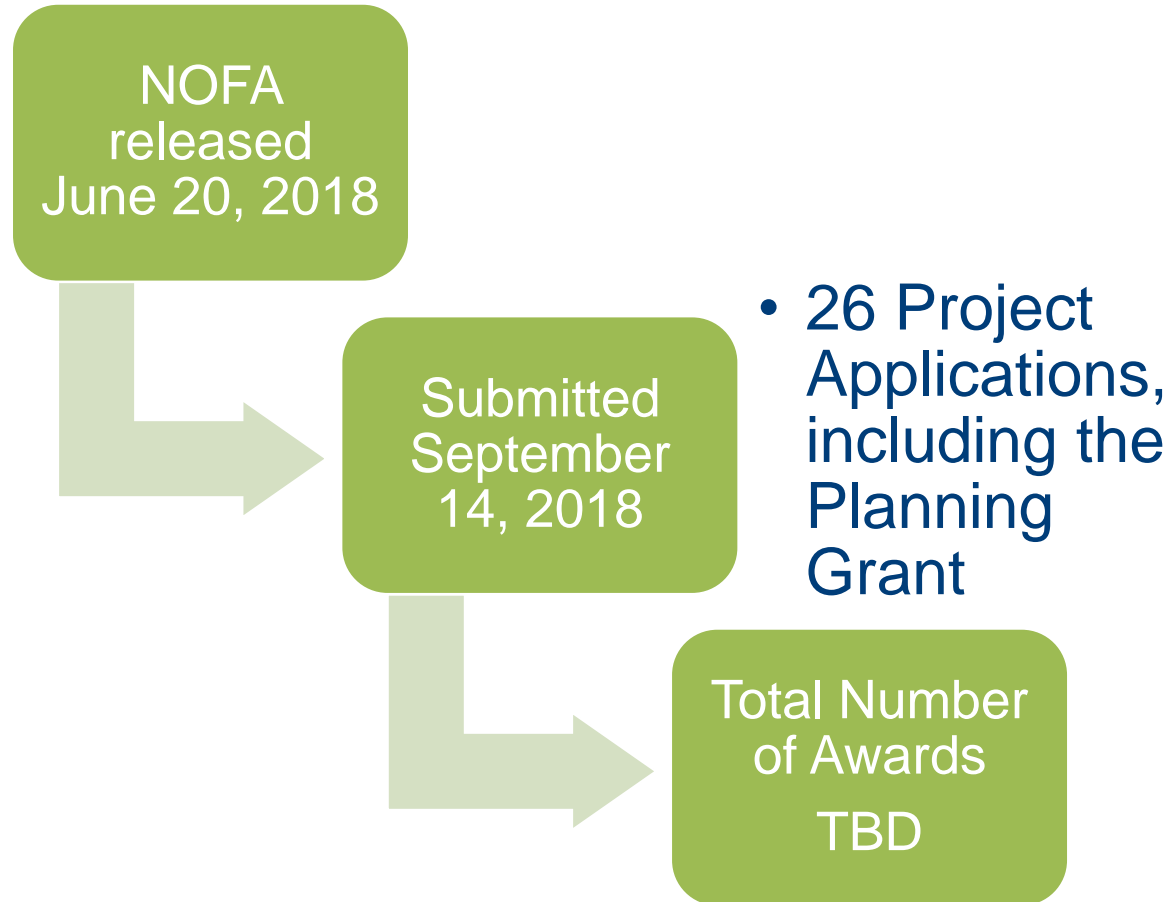 NOFA
released
June 20, 2018
Submitted
September
14, 2018
• 26 Project
Applications,
including the
Planning
Grant
Total Number
of Awards
TBD